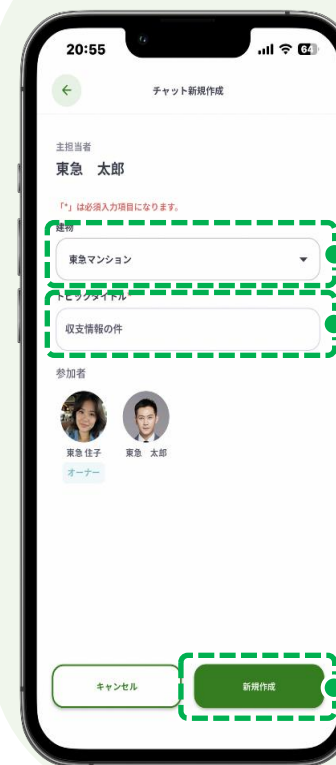 20:55
64
チャット新規作成
主担当者
東急　太郎
「*」は必須入力項目になります。
建物
東急マンション
トピックタイトル
収支情報の件
参加者
東急 住子
東急　太郎
オーナー
キャンセル
新規作成